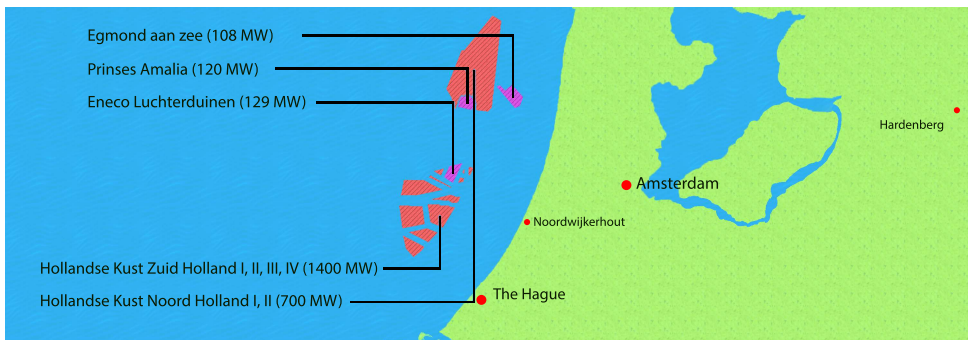 Egmond aan zee (108 MW)
Prinses Amalia (120 MW)
Eneco Luchterduinen (129 MW)
Hardenberg
Amsterdam
Noordwijkerhout
Hollandse Kust Zuid Holland I, II, III, IV (1400 MW)
The Hague
Hollandse Kust Noord Holland I, II (700 MW)